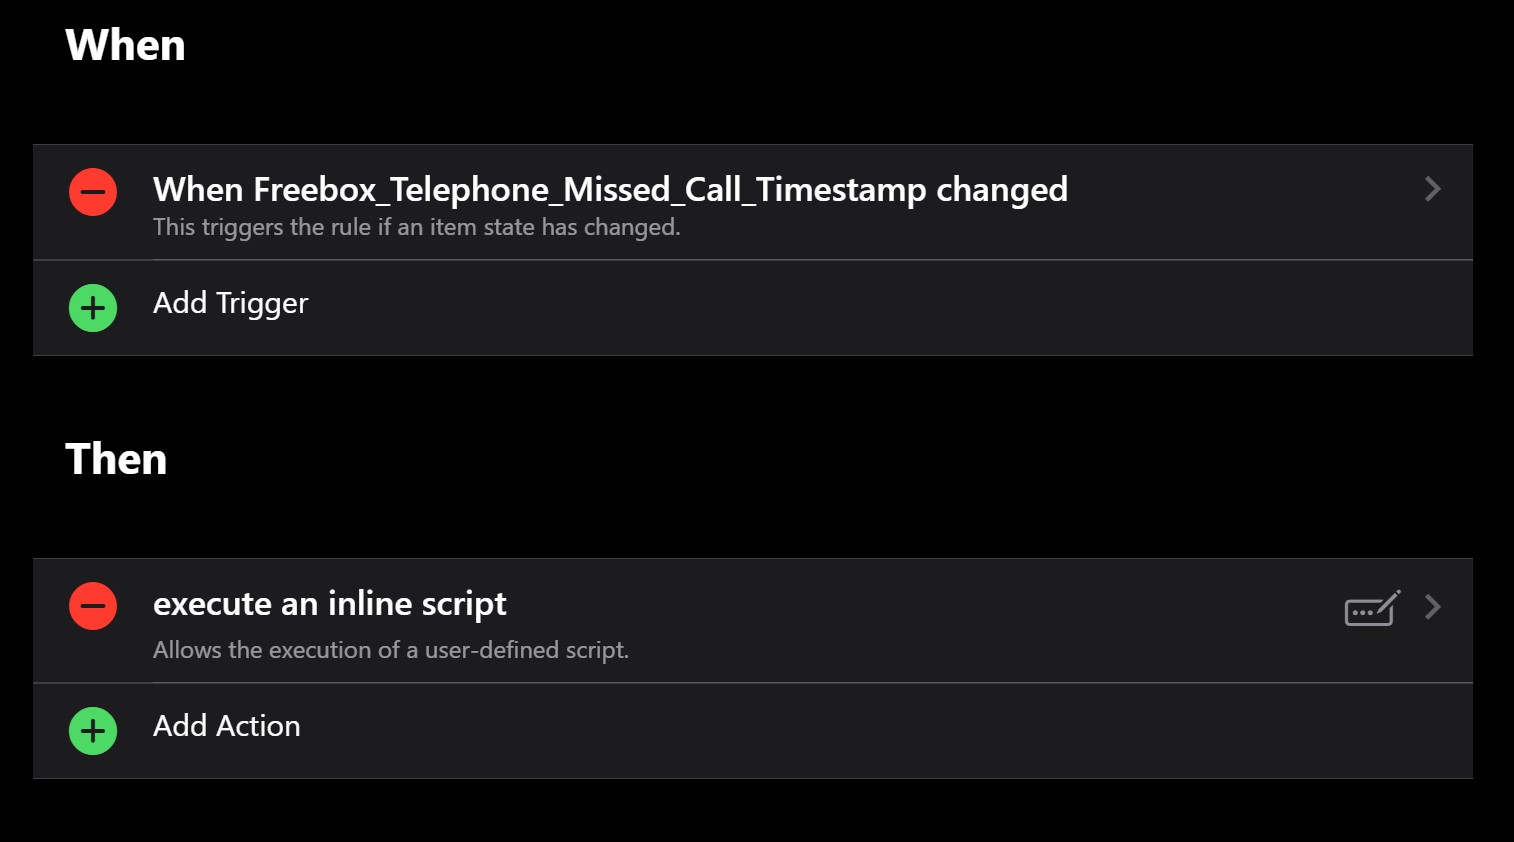 When
When Freebox_Telephone_Missed_Call_Timestamp changed
This triggers the rule if an item state has changed.
Add Trigger
Then
execute an inline script
Allows the execution of a user-defined script.
Add Action